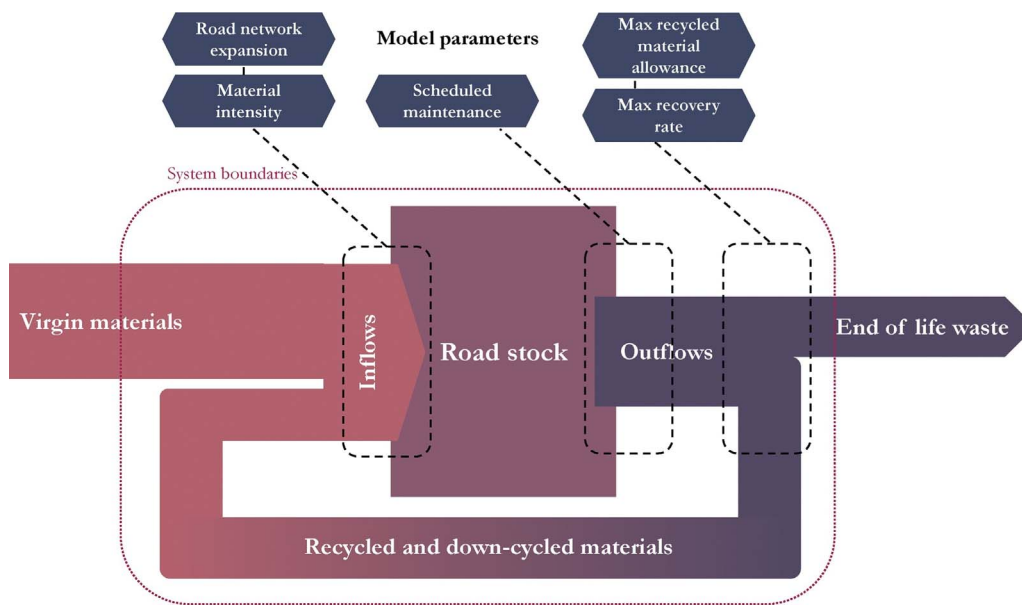 Road network
expansion
Material
intensity
Model parameters
Scheduled
maintenance
Max recycled
material
allowance
Max recovery
rate
System boundaries
Virgin materials
Inflows
Road stock
Outflows
End of life waste
Recycled and down-cycled materials